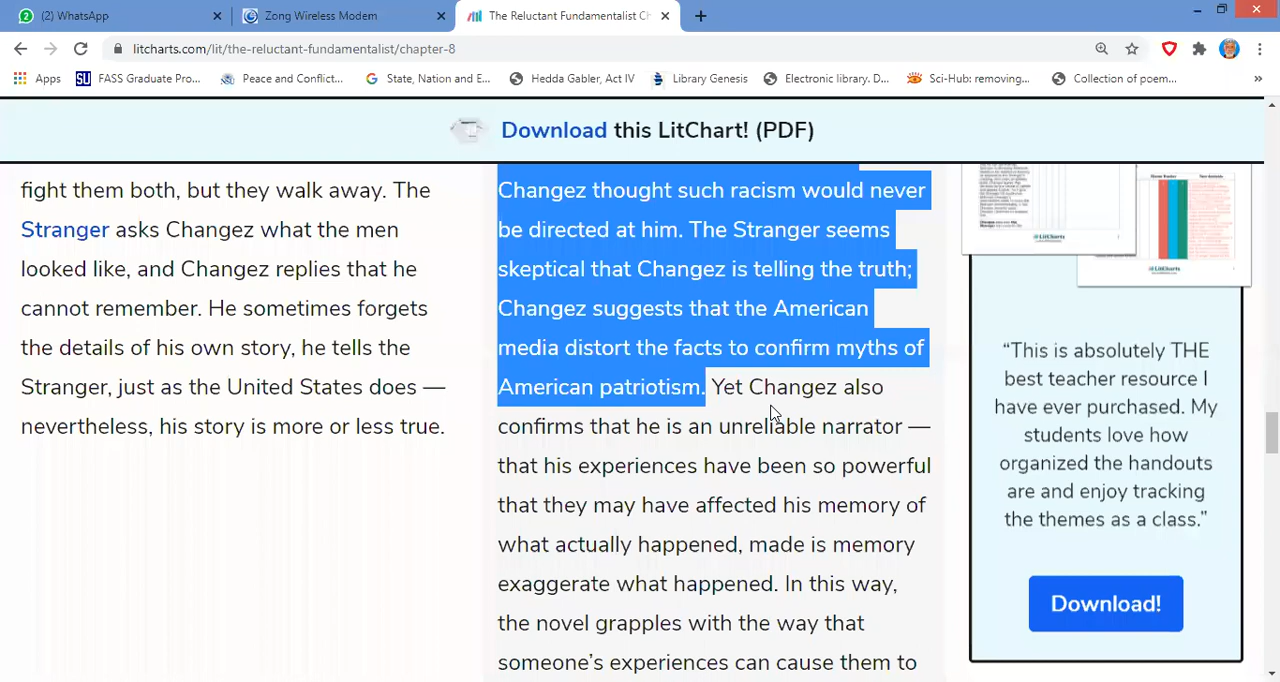 (2) WhatsApp
Zong Wireless Modem
The Reluctant Fundamentalist Ch
litcharts.com/lit/the-reluctant-fundamentalist/chapter-8
Apps
SU
FASS Graduate Pro...
Peace and Conflict...
State, Nation and E...
Hedda Gabler, Act IV
Library Genesis
Electronic library. D...
Sci-Hub: removing...
Collection of poem...
»
Download this LitChart! (PDF)
fight them both, but they walk away. The
Stranger asks Changez what the men
looked like, and Changez replies that he
cannot remember. He sometimes forgets
the details of his own story, he tells the
Stranger, just as the United States does —
nevertheless, his story is more or less true.
Changez thought such racism would never
be directed at him. The Stranger seems
skeptical that Changez is telling the truth;
Changez suggests that the American
media distort the facts to confirm myths of
American patriotism. Yet Changez also
confirms that he is an unreliable narrator —
that his experiences have been so powerful
that they may have affected his memory of
what actually happened, made is memory
exaggerate what happened. In this way,
the novel grapples with the way that
someone’s experiences can cause them to
LitCharts
LitCharts
“This is absolutely THE
best teacher resource I
have ever purchased. My
students love how
organized the handouts
are and enjoy tracking
the themes as a class.”
Download!